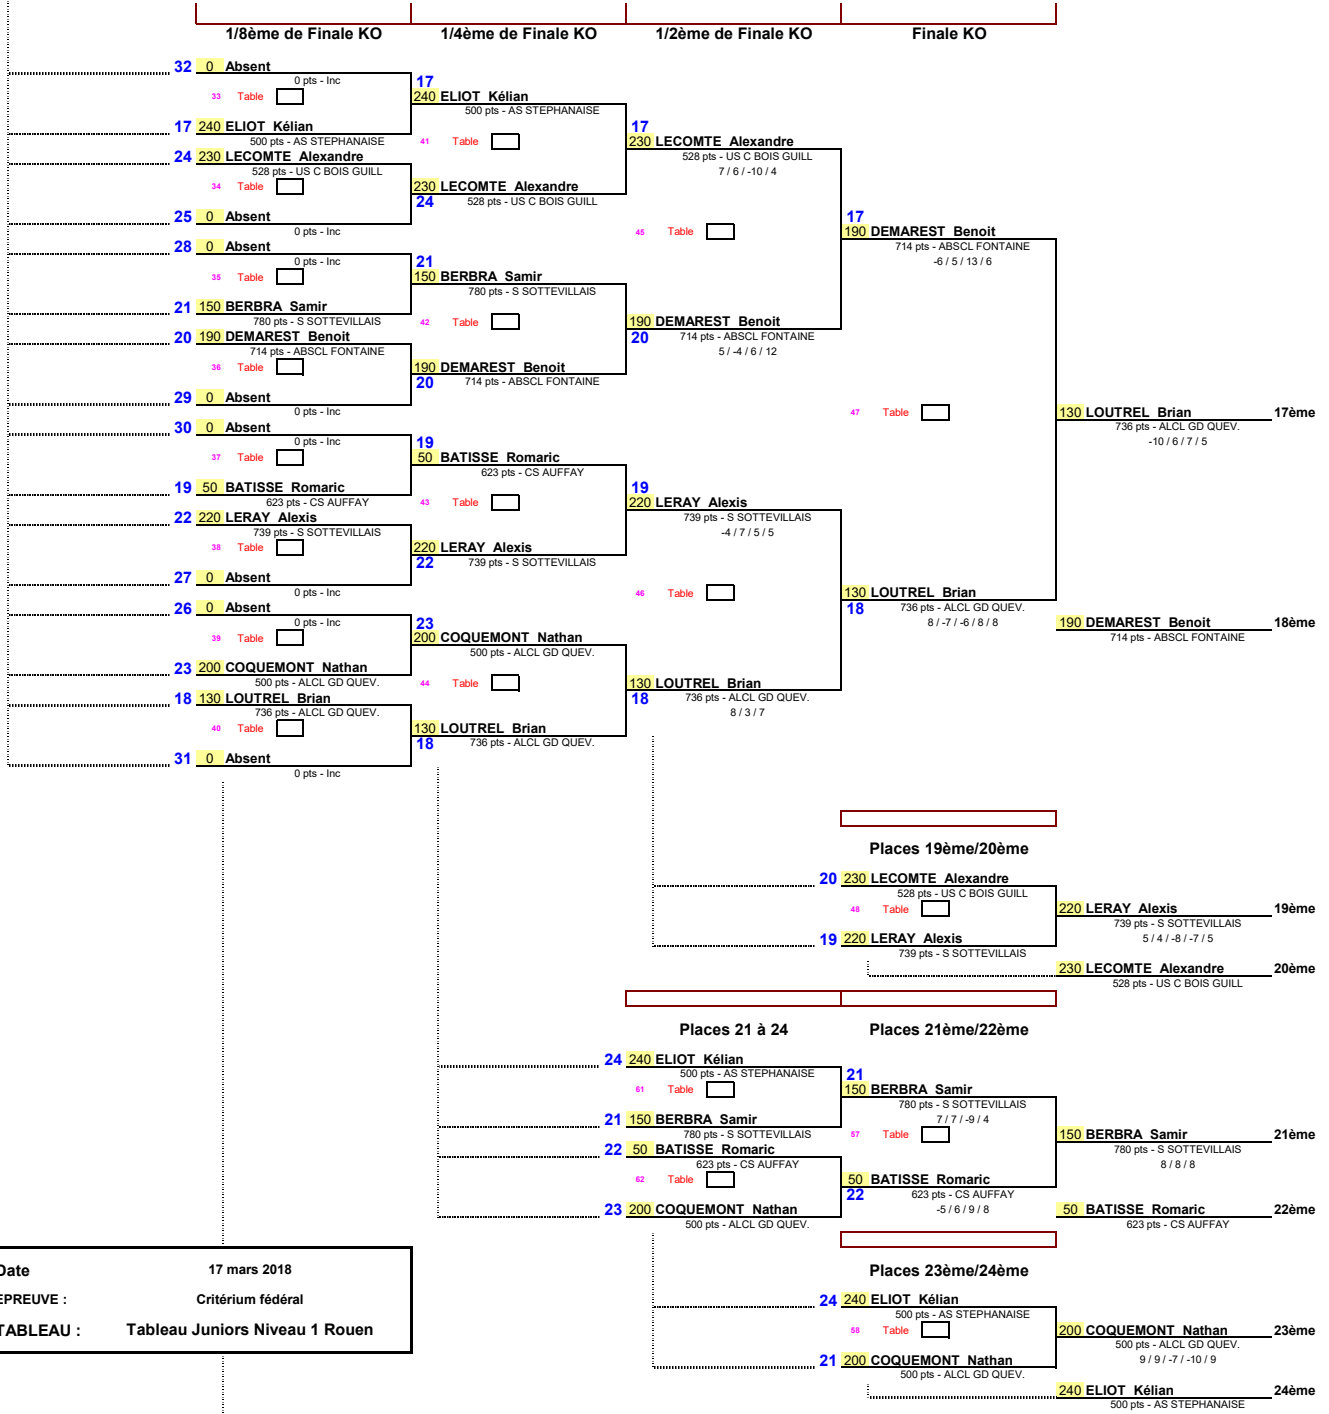 1/8ème de Finale KO 1/4ème de Finale KO 1/2ème de Finale KO Finale KO
32 0 Absent
0 pts - Inc
33 Table
17 240 ELIOT Kélian
500 pts - AS STEPHANAISE
24 230 LECOMTE Alexandre
528 pts - US C BOIS GUILL
34 Table
25 0 Absent
0 pts - Inc
28 0 Absent
0 pts - Inc
35 Table
21 150 BERBRA Samir
780 pts - S SOTTEVILLAIS
20 190 DEMAREST Benoit
714 pts - ABSCL FONTAINE
36 Table
29 0 Absent
0 pts - Inc
30 0 Absent
0 pts - Inc
37 Table
19 50 BATISSE Romaric
623 pts - CS AUFFAY
22 220 LERAY Alexis
739 pts - S SOTTEVILLAIS
38 Table
27 0 Absent
0 pts - Inc
26 0 Absent
0 pts - Inc
39 Table
23 200 COQUEMONT Nathan
500 pts - ALCL GD QUEV.
18 130 LOUTREL Brian
736 pts - ALCL GD QUEV.
40 Table
31 0 Absent
0 pts - Inc
17
240 ELIOT Kélian
500 pts - AS STEPHANAISE
41 Table
230 LECOMTE Alexandre
24 528 pts - US C BOIS GUILL
21
150 BERBRA Samir
780 pts - S SOTTEVILLAIS
42 Table
190 DEMAREST Benoit
20 714 pts - ABSCL FONTAINE
19
50 BATISSE Romaric
623 pts - CS AUFFAY
43 Table
220 LERAY Alexis
22 739 pts - S SOTTEVILLAIS
23
200 COQUEMONT Nathan
500 pts - ALCL GD QUEV.
44 Table
130 LOUTREL Brian
18 736 pts - ALCL GD QUEV.
17
230 LECOMTE Alexandre
528 pts - US C BOIS GUILL
7 / 6 / -10 / 4
45 Table
190 DEMAREST Benoit
20 714 pts - ABSCL FONTAINE
5 / -4 / 6 / 12
19
220 LERAY Alexis
739 pts - S SOTTEVILLAIS
-4 / 7 / 5 / 5
46 Table
130 LOUTREL Brian
18 736 pts - ALCL GD QUEV.
8 / 3 / 7
17
190 DEMAREST Benoit
714 pts - ABSCL FONTAINE
-6 / 5 / 13 / 6
47 Table
130 LOUTREL Brian
18 736 pts - ALCL GD QUEV.
8 / -7 / -6 / 8 / 8
130 LOUTREL Brian 17ème
736 pts - ALCL GD QUEV.
-10 / 6 / 7 / 5
190 DEMAREST Benoit 18ème
714 pts - ABSCL FONTAINE
Places 19ème/20ème
20 230 LECOMTE Alexandre
528 pts - US C BOIS GUILL
48 Table
19 220 LERAY Alexis
739 pts - S SOTTEVILLAIS
220 LERAY Alexis 19ème
739 pts - S SOTTEVILLAIS
5 / 4 / -8 / -7 / 5
230 LECOMTE Alexandre 20ème
528 pts - US C BOIS GUILL
Places 21 à 24 Places 21ème/22ème
24 240 ELIOT Kélian
500 pts - AS STEPHANAISE
61 Table
21 150 BERBRA Samir
780 pts - S SOTTEVILLAIS
22 50 BATISSE Romaric
623 pts - CS AUFFAY
62 Table
23 200 COQUEMONT Nathan
500 pts - ALCL GD QUEV.
21
150 BERBRA Samir
780 pts - S SOTTEVILLAIS
7 / 7 / -9 / 4
57 Table
50 BATISSE Romaric
22 623 pts - CS AUFFAY
-5 / 6 / 9 / 8
150 BERBRA Samir 21ème
780 pts - S SOTTEVILLAIS
8 / 8 / 8
50 BATISSE Romaric 22ème
623 pts - CS AUFFAY
Places 23ème/24ème
24 240 ELIOT Kélian
500 pts - AS STEPHANAISE
58 Table
21 200 COQUEMONT Nathan
500 pts - ALCL GD QUEV.
200 COQUEMONT Nathan 23ème
500 pts - ALCL GD QUEV.
9 / 9 / -7 / -10 / 9
240 ELIOT Kélian 24ème
500 pts - AS STEPHANAISE
Date 17 mars 2018
EPREUVE : Critérium fédéral
TABLEAU : Tableau Juniors Niveau 1 Rouen